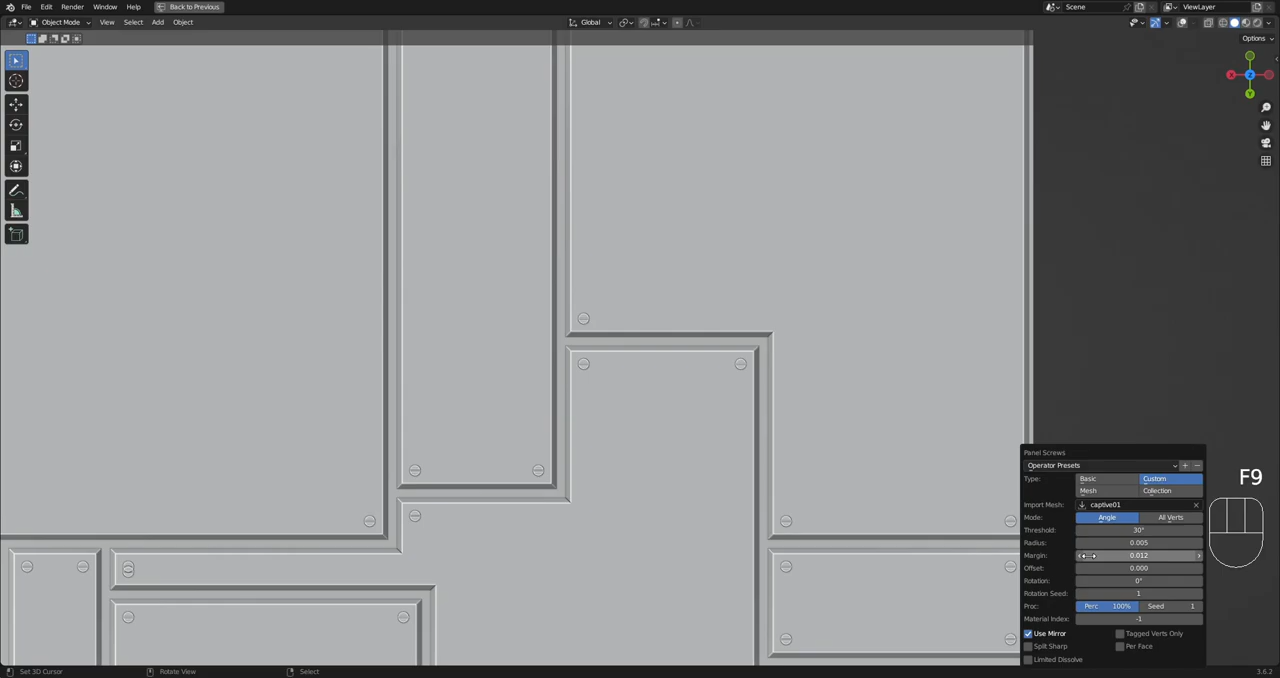 File Edit Render Window Help Back to Previous Scene ViewLayer
Object Mode View Select Add Object Global
Options
X
Z
Y
Panel Screws
Operator Presets
Type: Basic Custom
Mesh Collection
Import Mesh: captive01
Mode: Angle All Verts
Threshold: 30°
Radius: 0.005
Margin: 0.012
Offset: 0.000
Rotation: 0°
Rotation Seed: 1
Proc: Perc 100% Seed 1
Material Index: -1
Use Mirror Tagged Verts Only
Split Sharp Per Face
Limited Dissolve
F9
Set 3D Cursor Rotate View Select 3.6.2